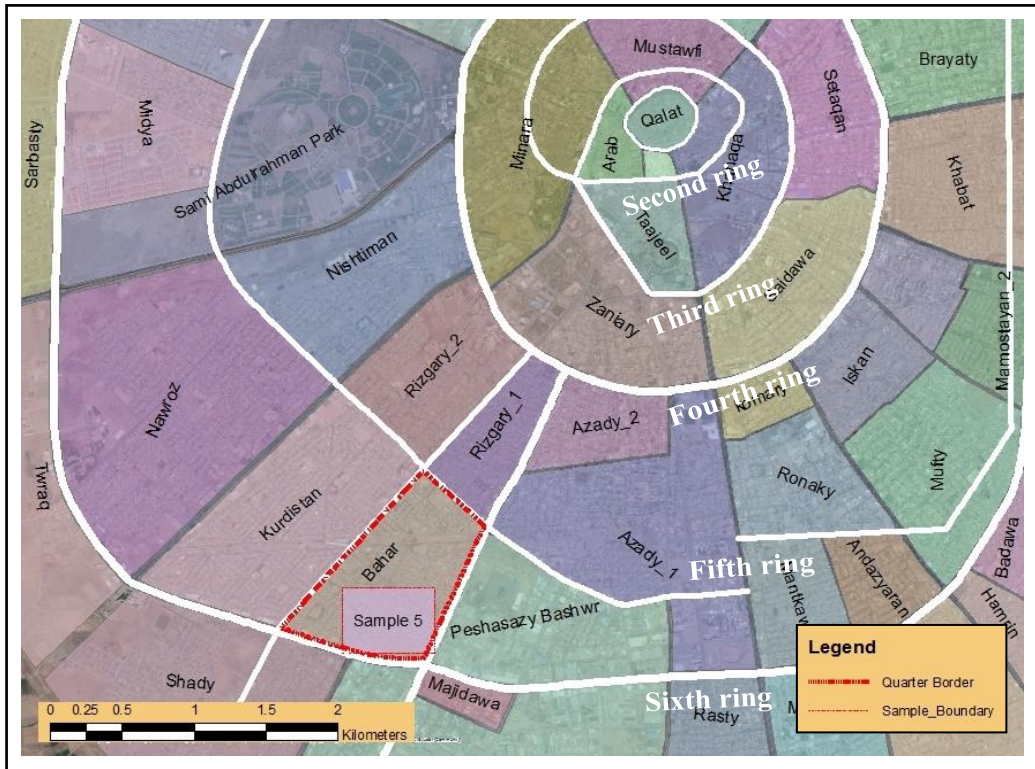 Mustawfi
Brayaty
Setaqan
Midya
Qalat
Minara
Sarbasty
Sami Abdulrahman Park
Arab
Khanaqa
Khabat
Second ring
Taajeel
Nishtiman
Saidawa
Zaniary
Third ring
Mamostayan_2
Rizgary_2
Iskan
Nawroz
Fourth ring
Komary
Rizgary_1
Azady_2
Mufty
Ronaky
Twraq
Kurdistan
Badawa
Bahar
Azady_1
Fifth ring
Andazyaran
Hamrin
Sample 5
Peshasazy Bashwr
Legend
Quarter Border
Sample_Boundary
Shady
Majidawa
Sixth ring
Rasty
0 0.25 0.5 1 1.5 2
Kilometers